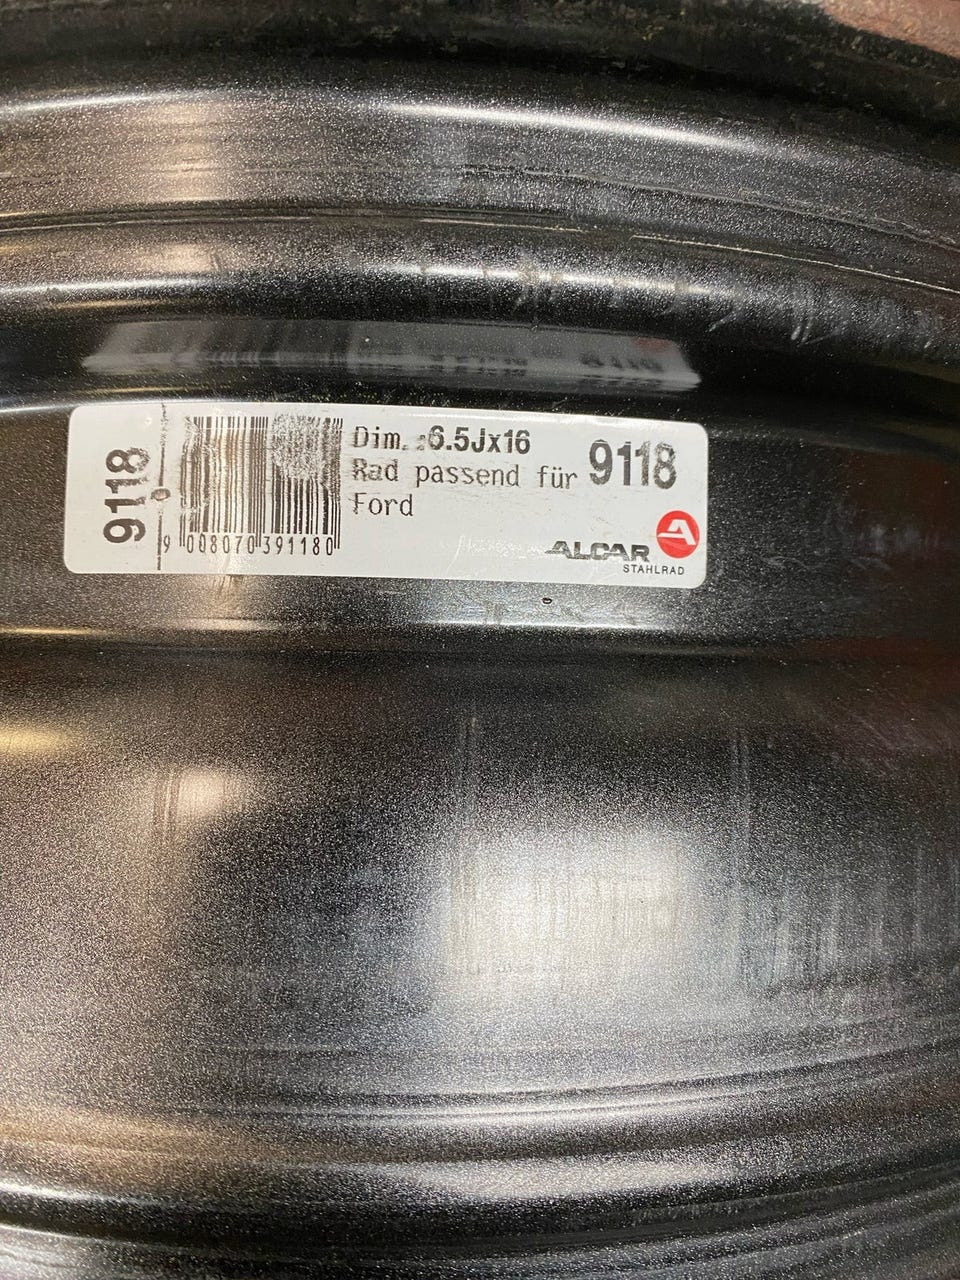 9118
9 008070 391180
Dim. :6.5Jx16
Rad passend für
Ford
9118
ALCAR
STAHLRAD